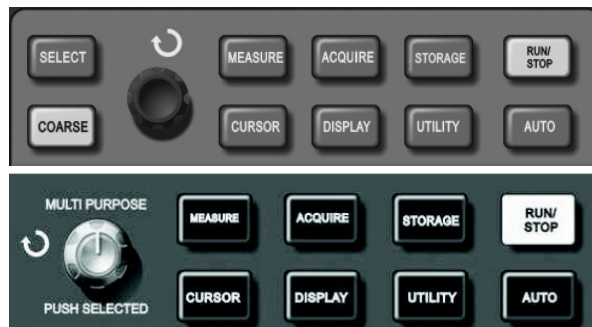 SELECT
MEASURE
ACQUIRE
STORAGE
RUN/
STOP
COARSE
CURSOR
DISPLAY
UTILITY
AUTO
MULTI PURPOSE
MEASURE
ACQUIRE
STORAGE
RUN/
STOP
PUSH SELECTED
CURSOR
DISPLAY
UTILITY
AUTO